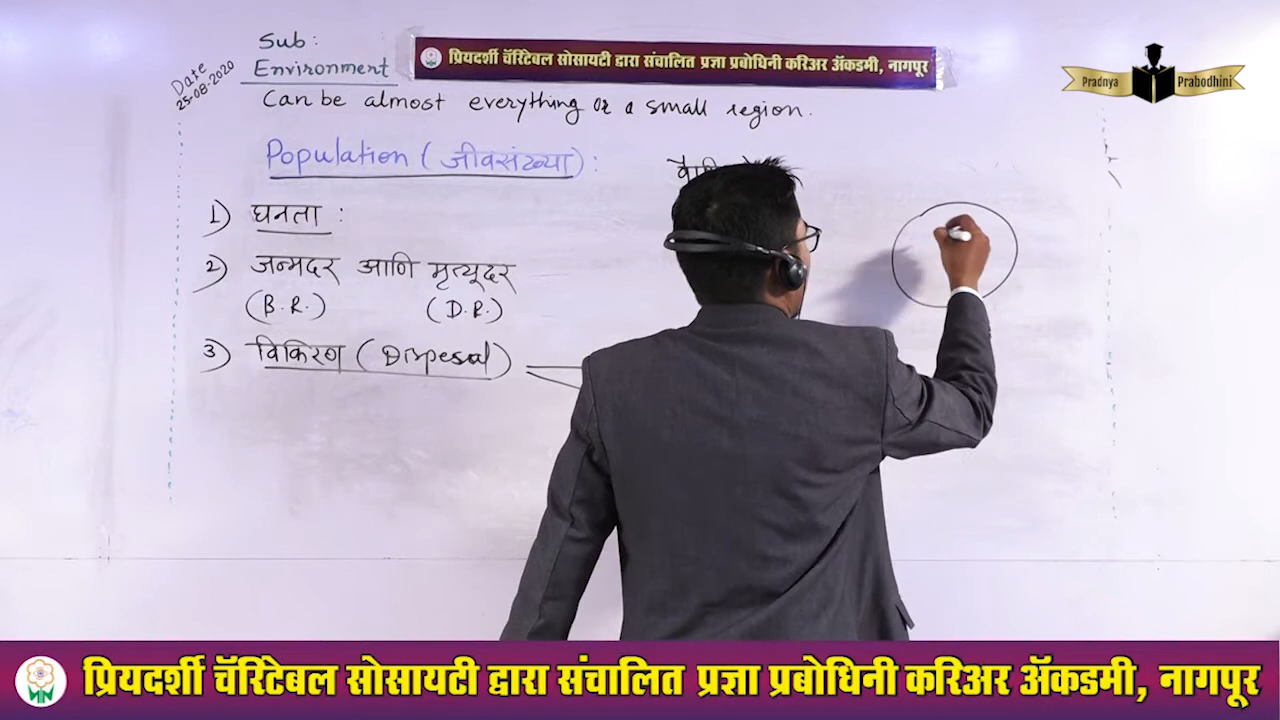 Sub:
Environment
Date
25-08-2020
प्रियदर्शी चॅरिटेबल सोसायटी द्वारा संचालित प्रज्ञा प्रबोधिनी करिअर ॲकडमी, नागपूर
Pradnya Prabodhini
Can be almost everything or a small region.
Population (जीवसंख्या):
1) घनता :
2) जन्मदर आणि मृत्यूदर
(B.R.) (D.R.)
3) विकिरण (Dispesal)
प्रियदर्शी चॅरिटेबल सोसायटी द्वारा संचालित प्रज्ञा प्रबोधिनी करिअर ॲकडमी, नागपूर